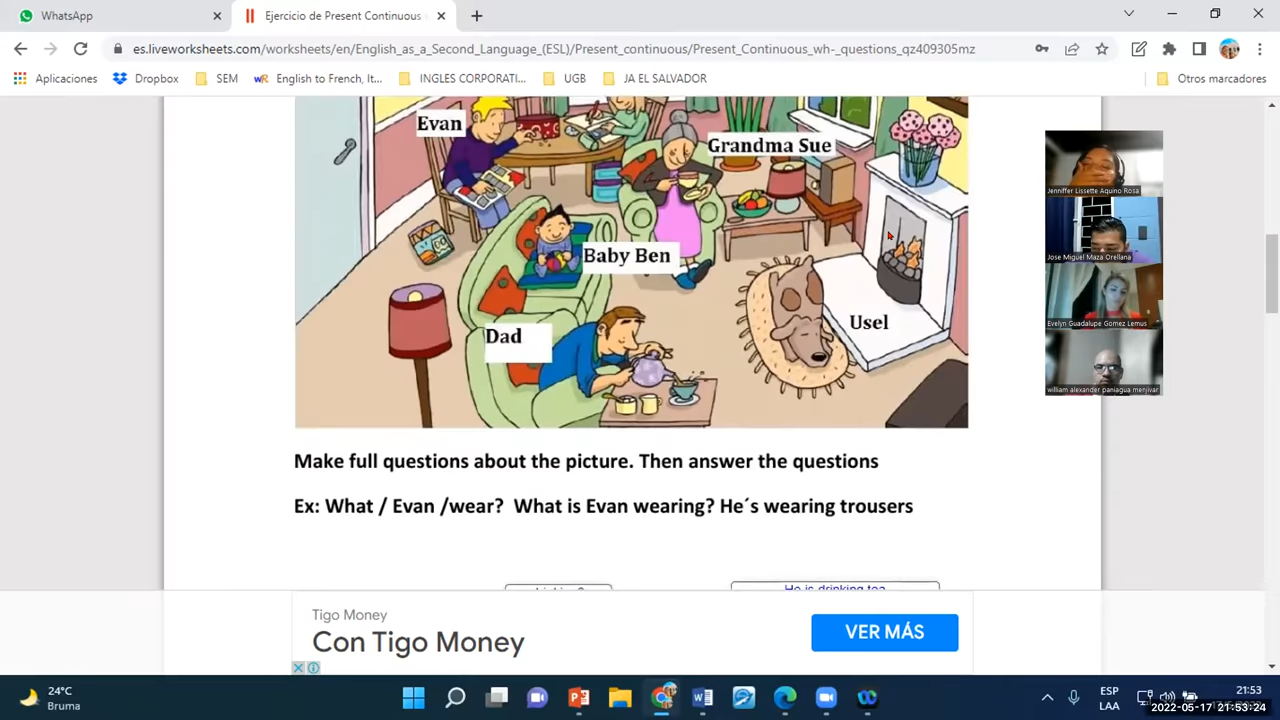 WhatsApp
Ejercicio de Present Continuous
es.liveworksheets.com/worksheets/en/English_as_a_Second_Language_(ESL)/Present_continuous/Present_Continuous_wh-_questions_qz409305mz
Aplicaciones
Dropbox
SEM
English to French, It...
INGLES CORPORATI...
UGB
JA EL SALVADOR
Otros marcadores
Evan
Grandma Sue
Baby Ben
Usel
Dad
Jenniffer Lissette Aquino Rosa
Jose Miguel Maza Orellana
Evelyn Guadalupe Gomez Lemus
william alexander paniagua menjivar
Make full questions about the picture. Then answer the questions
Ex: What / Evan /wear? What is Evan wearing? He´s wearing trousers
He is drinking tea
Tigo Money
Con Tigo Money
VER MÁS
24°C
Bruma
ESP
LAA
21:53
2022-05-17 21:53:24